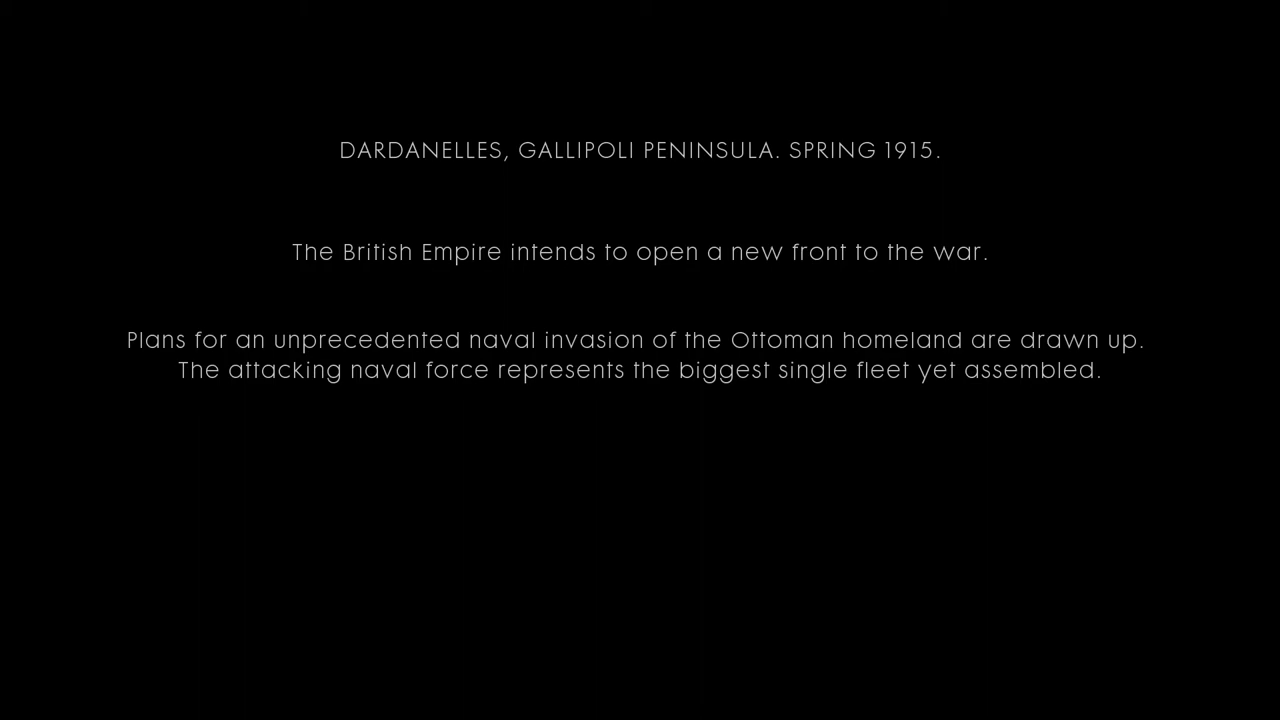 DARDANELLES, GALLIPOLI PENINSULA. SPRING 1915.
The British Empire intends to open a new front to the war.
Plans for an unprecedented naval invasion of the Ottoman homeland are drawn up.
The attacking naval force represents the biggest single fleet yet assembled.